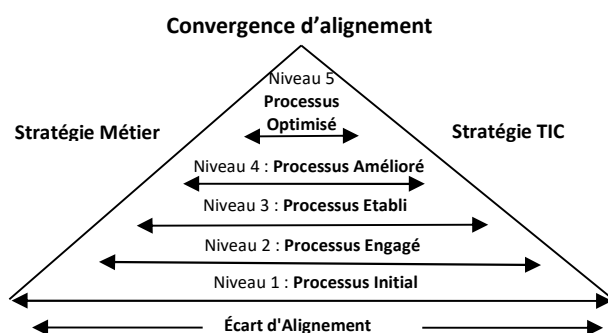 Convergence d’alignement
Niveau 5
Processus
Optimisé
Stratégie Métier
Stratégie TIC
Niveau 4 : Processus Amélioré
Niveau 3 : Processus Etabli
Niveau 2 : Processus Engagé
Niveau 1 : Processus Initial
Écart d'Alignement